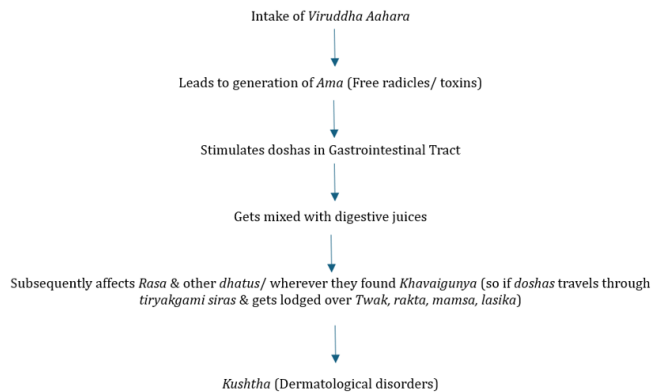 Intake of Viruddha Aahara
Leads to generation of Ama (Free radicles/ toxins)
Stimulates doshas in Gastrointestinal Tract
Gets mixed with digestive juices
Subsequently affects Rasa & other dhatus/ wherever they found Khavaigunya (so if doshas travels through
tiryakgami siras & gets lodged over Twak, rakta, mamsa, lasika)
Kushtha (Dermatological disorders)